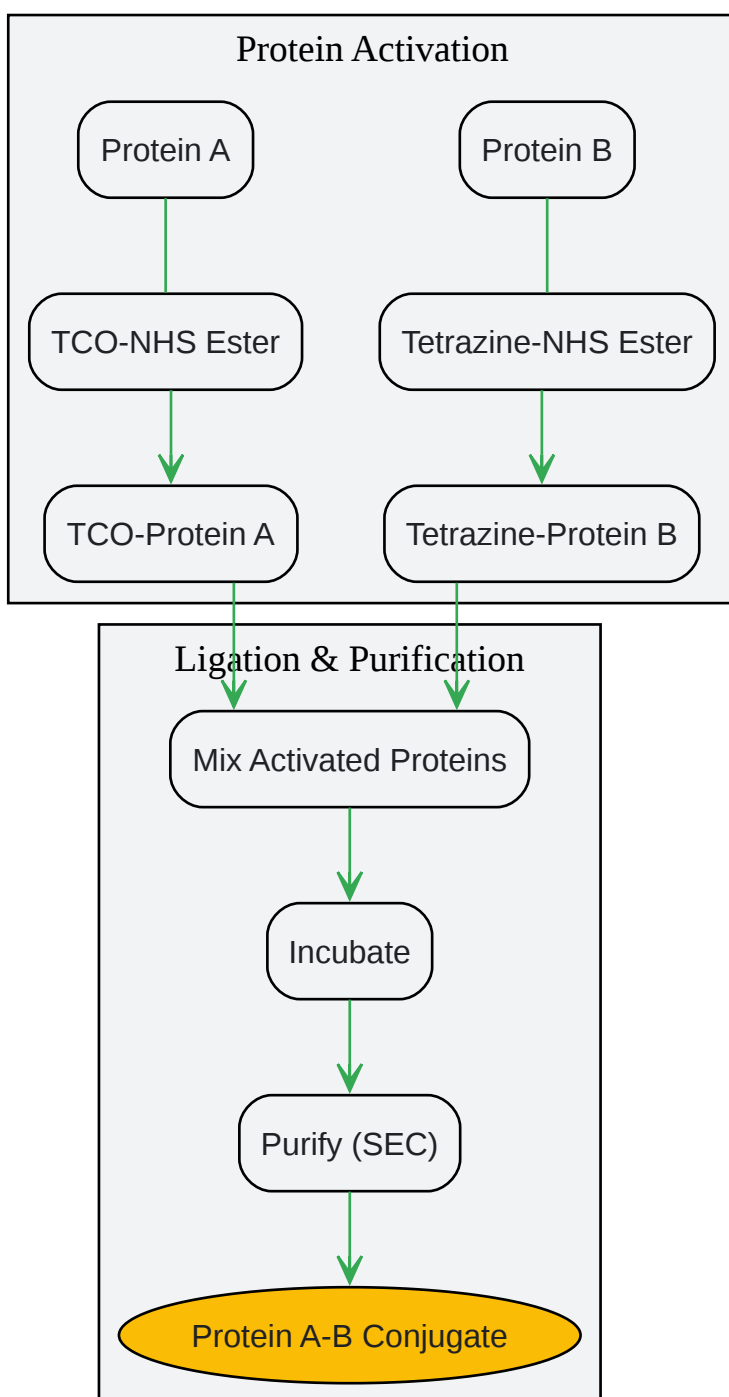 Protein Activation
Protein A
Protein B
TCO-NHS Ester
Tetrazine-NHS Ester
TCO-Protein A
Tetrazine-Protein B
Ligation & Purification
Mix Activated Proteins
Incubate
Purify (SEC)
Protein A-B Conjugate